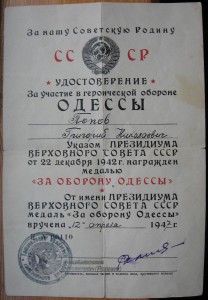 За нашу Советскую Родину
СССР
УДОСТОВЕРЕНИЕ
За участие в героической обороне
ОДЕССЫ
Попов
Григорий Николаевич
Указом ПРЕЗИДИУМА
ВЕРХОВНОГО СОВЕТА СССР
от 22 декабря 1942 г. награжден
медалью
«ЗА ОБОРОНУ ОДЕССЫ»
От имени ПРЕЗИДИУМА
ВЕРХОВНОГО СОВЕТА СССР
медаль «За оборону Одессы»
вручена „12" апреля 1943 г.